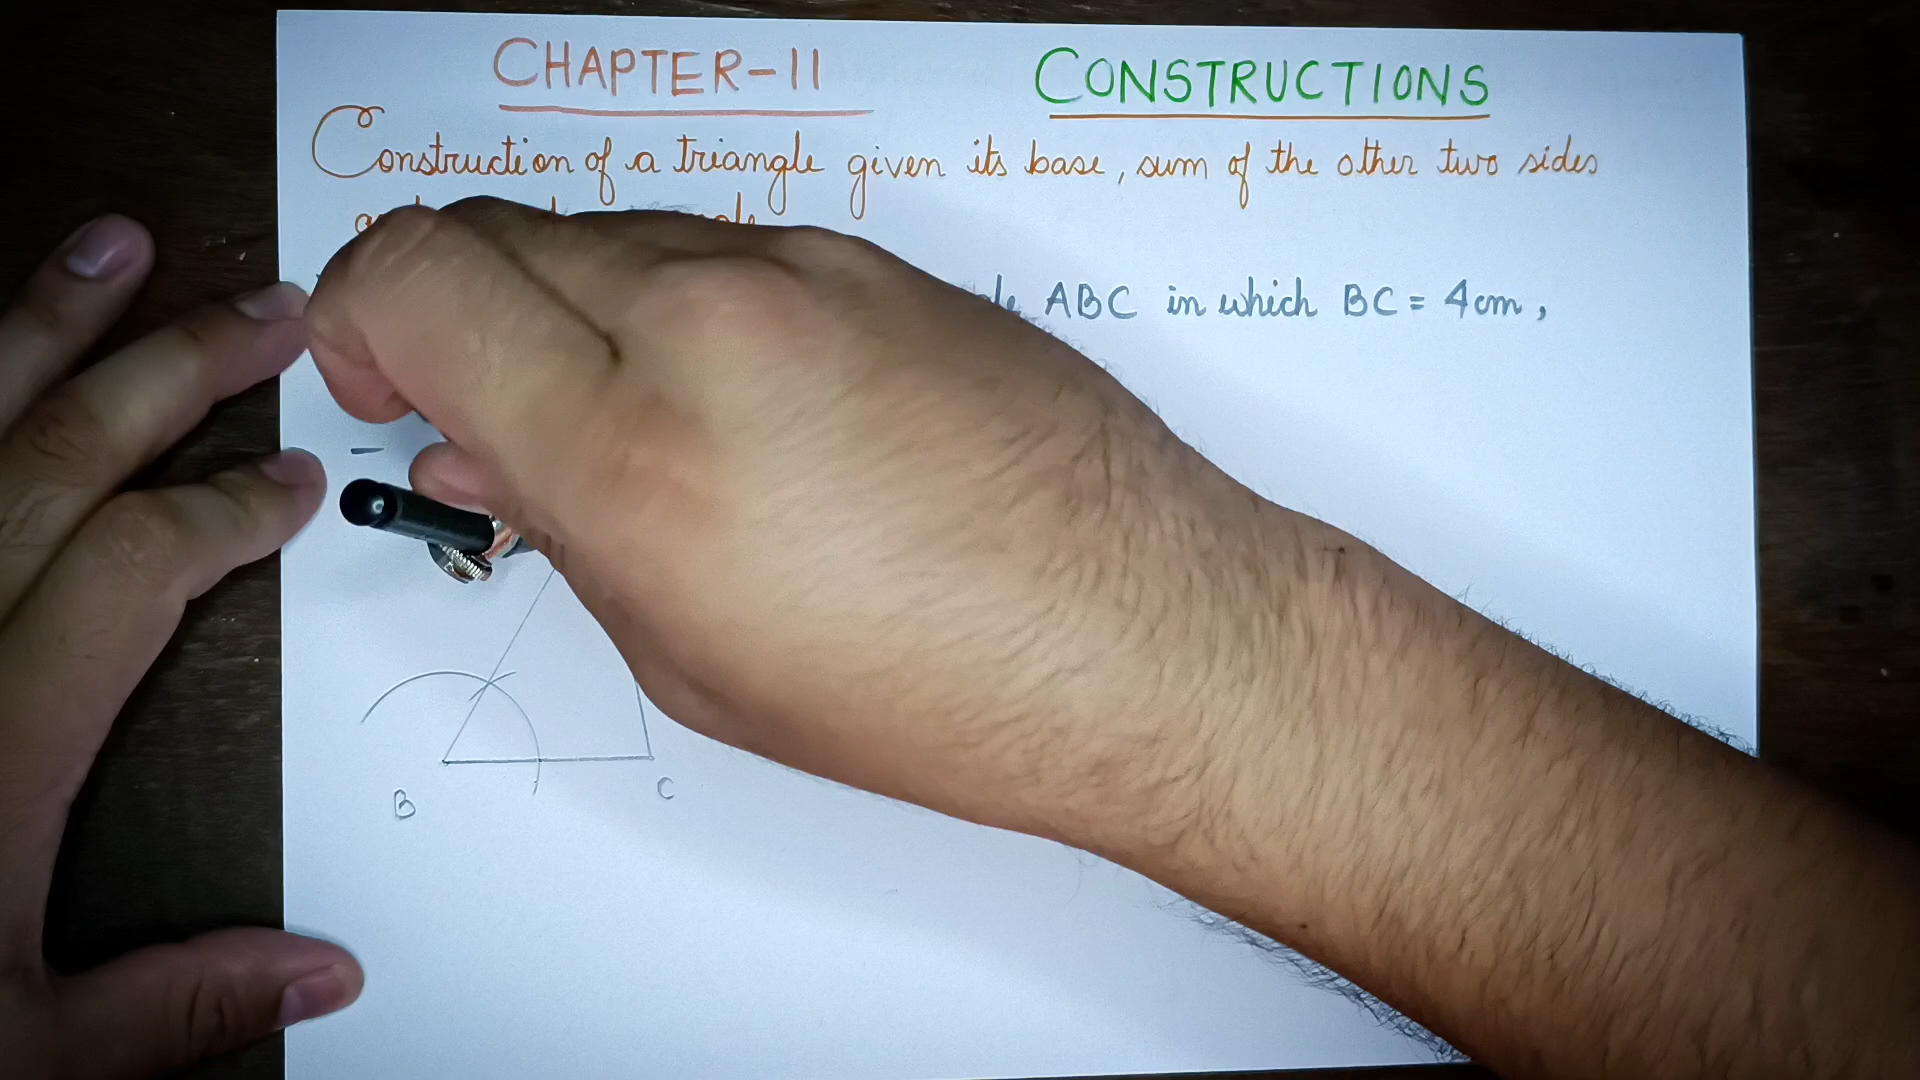 CHAPTER-11 CONSTRUCTIONS
Construction of a triangle given its base, sum of the other two sides
ABC in which BC = 4cm,
B C